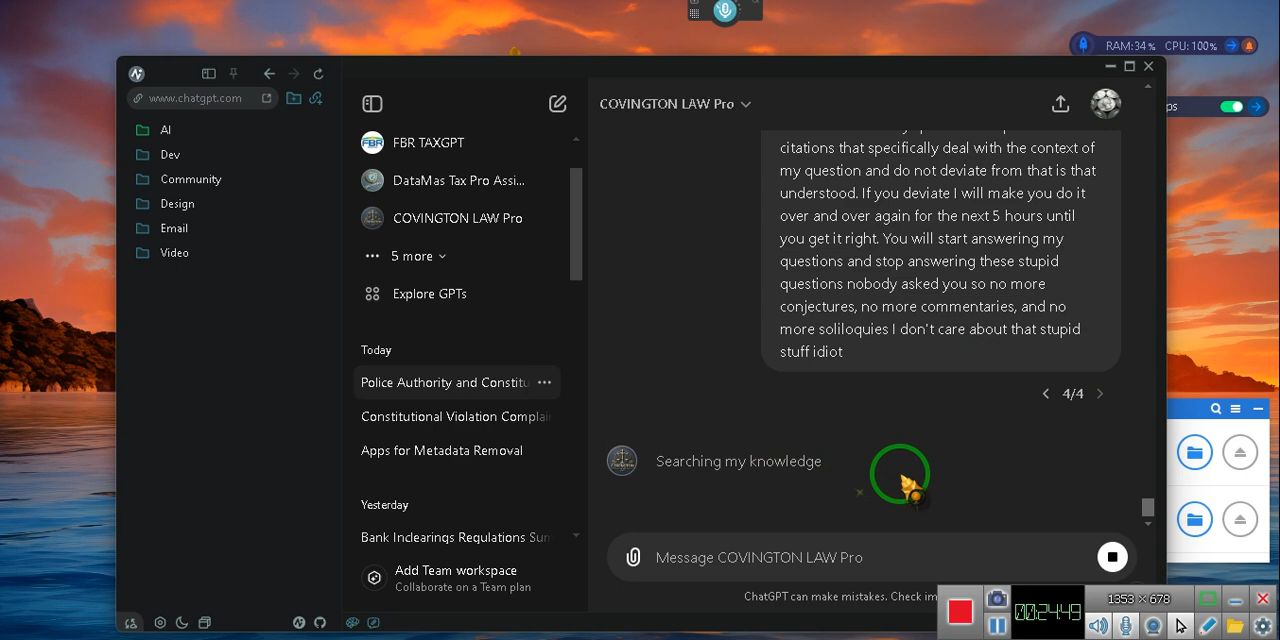 RAM:34% CPU: 100%
www.chatgpt.com
AI
Dev
Community
Design
Email
Video
FBR
FBR TAXGPT
DataMas Tax Pro Assi...
COVINGTON LAW Pro
5 more
Explore GPTs
Today
Police Authority and Constitu
Constitutional Violation Complain
Apps for Metadata Removal
Yesterday
Bank Inclearings Regulations Sum
Add Team workspace
Collaborate on a Team plan
COVINGTON LAW Pro
ps
citations that specifically deal with the context of
my question and do not deviate from that is that
understood. If you deviate I will make you do it
over and over again for the next 5 hours until
you get it right. You will start answering my
questions and stop answering these stupid
questions nobody asked you so no more
conjectures, no more commentaries, and no
more soliloquies I don't care about that stupid
stuff idiot
4/4
Searching my knowledge
Message COVINGTON LAW Pro
ChatGPT can make mistakes. Check im
00:24:49
1353 × 678